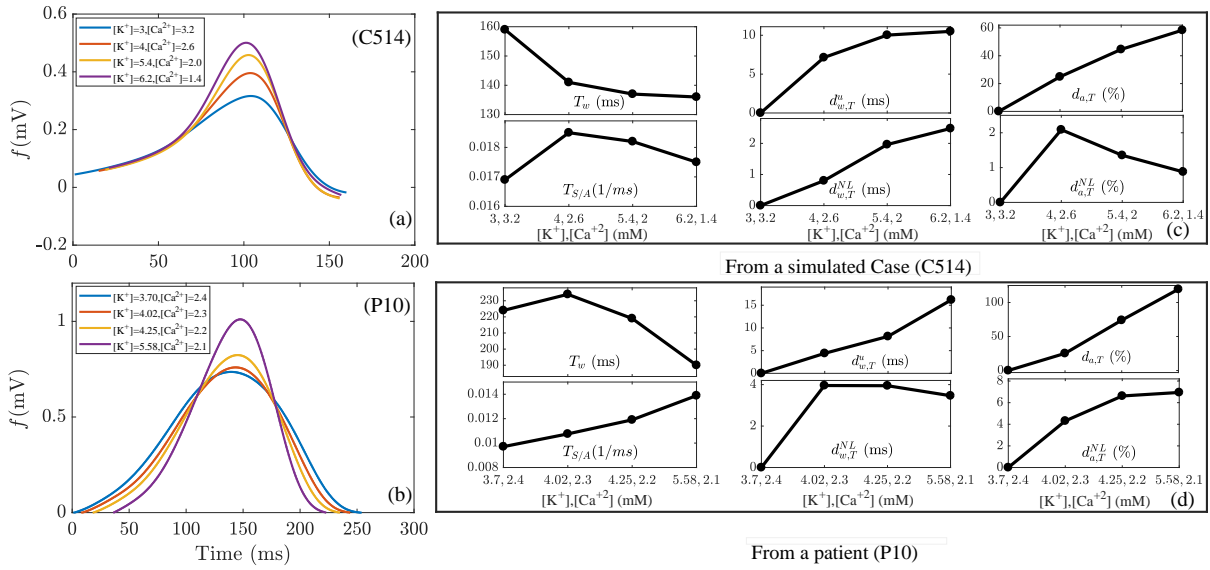 [K⁺]=3,[Ca²⁺]=3.2
[K⁺]=4,[Ca²⁺]=2.6
[K⁺]=5.4,[Ca²⁺]=2.0
[K⁺]=6.2,[Ca²⁺]=1.4
(C514)
0.6
0.4
0.2
0
-0.2
f(mV)
(a)
0 50 100 150 200
[K⁺]=3.70,[Ca²⁺]=2.4
[K⁺]=4.02,[Ca²⁺]=2.3
[K⁺]=4.25,[Ca²⁺]=2.2
[K⁺]=5.58,[Ca²⁺]=2.1
(P10)
1
0.5
0
f(mV)
(b)
0 50 100 150 200 250 300
Time (ms)
160
150
140
130
T_w (ms)
0.018
0.017
0.016
T_{S/A}(1/ms)
3, 3.2 4, 2.6 5.4, 2 6.2, 1.4
[K⁺],[Ca⁺²] (mM)
10
5
0
d^u_{w,T} (ms)
2
1
0
d^{NL}_{w,T} (ms)
3, 3.2 4, 2.6 5.4, 2 6.2, 1.4
[K⁺],[Ca⁺²] (mM)
60
40
20
0
d_{a,T} (%)
2
1
0
d^{NL}_{a,T} (%)
3, 3.2 4, 2.6 5.4, 2 6.2, 1.4
[K⁺],[Ca⁺²] (mM)
(c)
From a simulated Case (C514)
230
220
210
200
190
T_w (ms)
0.014
0.012
0.01
0.008
T_{S/A}(1/ms)
3.7, 2.4 4.02, 2.3 4.25, 2.2 5.58, 2.1
[K⁺],[Ca⁺²] (mM)
15
10
5
0
d^u_{w,T} (ms)
4
2
0
d^{NL}_{w,T} (ms)
3.7, 2.4 4.02, 2.3 4.25, 2.2 5.58, 2.1
[K⁺],[Ca⁺²] (mM)
100
50
0
d_{a,T} (%)
8
6
4
2
0
d^{NL}_{a,T} (%)
3.7, 2.4 4.02, 2.3 4.25, 2.2 5.58, 2.1
[K⁺],[Ca⁺²] (mM)
(d)
From a patient (P10)